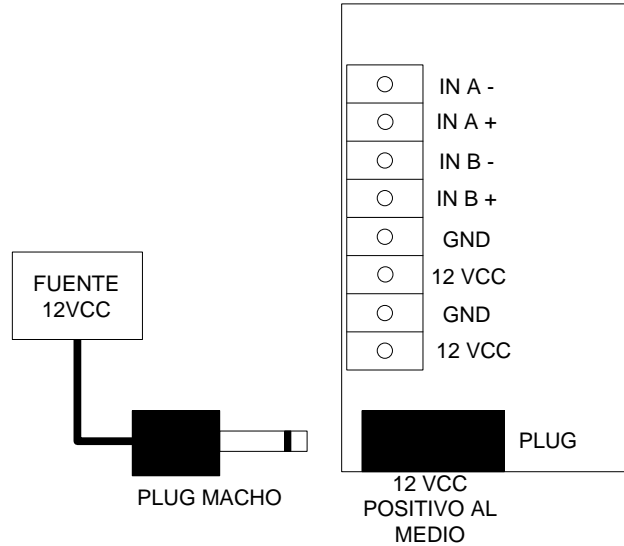 IN A -
IN A +
IN B -
IN B +
GND
12 VCC
GND
12 VCC
FUENTE
12VCC
PLUG MACHO
PLUG
12 VCC
POSITIVO AL
MEDIO